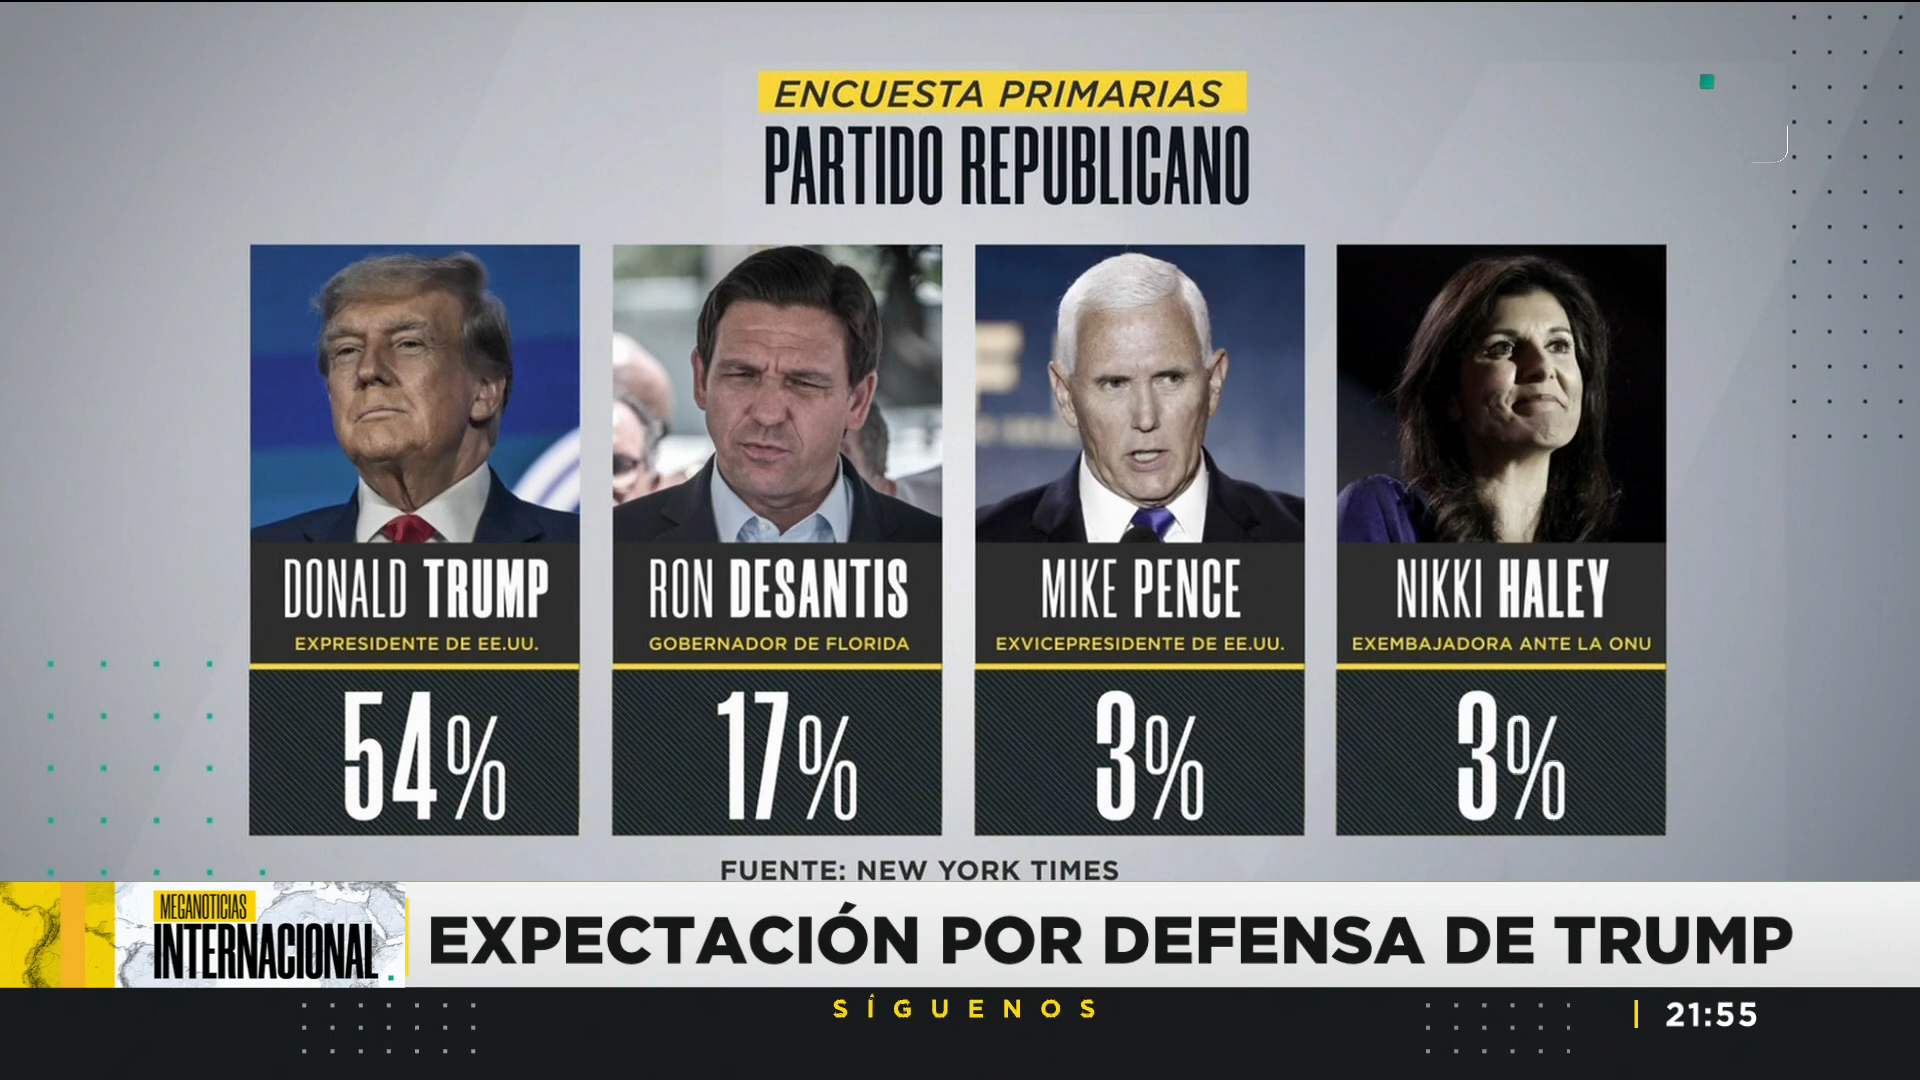 ENCUESTA PRIMARIAS
PARTIDO REPUBLICANO
DONALD TRUMP
EXPRESIDENTE DE EE.UU.
54%
RON DESANTIS
GOBERNADOR DE FLORIDA
17%
MIKE PENCE
EXVICEPRESIDENTE DE EE.UU.
3%
NIKKI HALEY
EXEMBAJADORA ANTE LA ONU
3%
FUENTE: NEW YORK TIMES
MEGANOTICIAS
INTERNACIONAL
EXPECTACIÓN POR DEFENSA DE TRUMP
SÍGUENOS
21:55